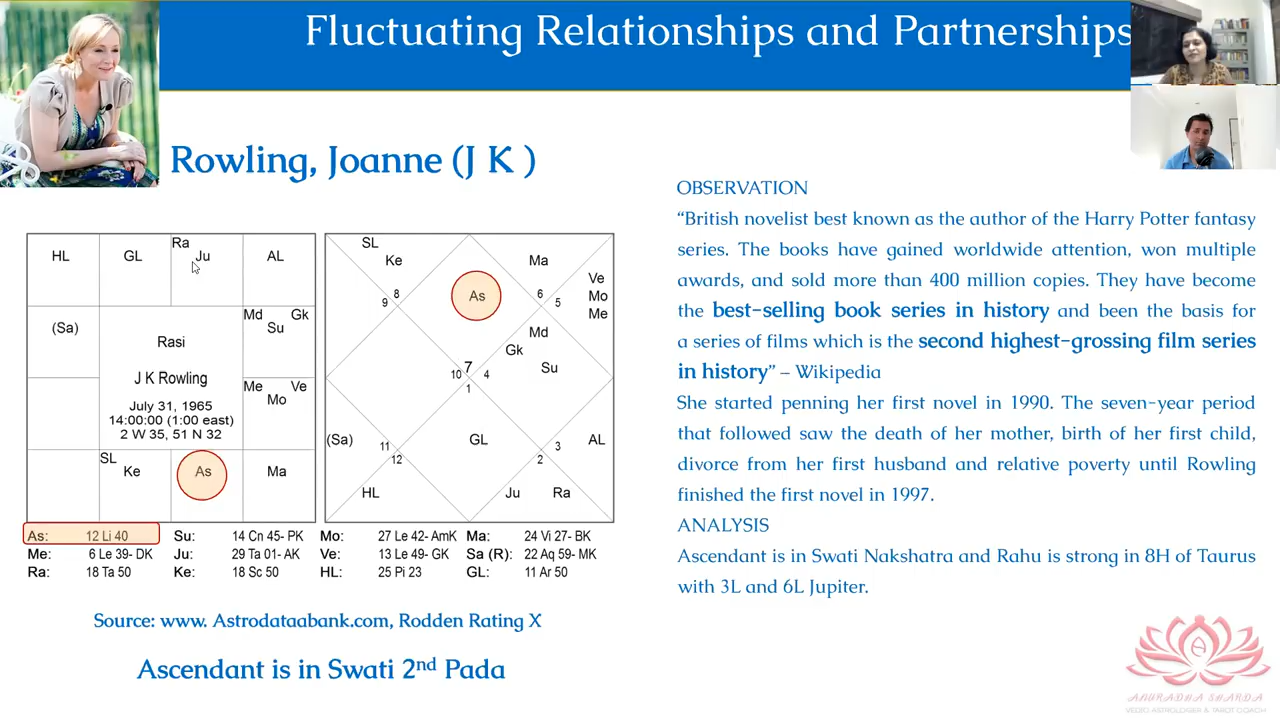 Fluctuating Relationships and Partnerships
Rowling, Joanne (J K )
HL
GL
Ra
Ju
AL
(Sa)
Rasi
J K Rowling
July 31, 1965
14:00:00 (1:00 east)
2 W 35, 51 N 32
Md Gk
Su
Me Ve
Mo
SL
Ke
As
Ma
SL
Ke
As
Ma
Ve
Mo
Me
9 8
6 5
Md
Gk
Su
7
10 4
1
(Sa)
11
12
GL
3
2
AL
HL
Ju Ra
As: 12 Li 40 Su: 14 Cn 45- PK Mo: 27 Le 42- AmK Ma: 24 Vi 27- BK
Me: 6 Le 39- DK Ju: 29 Ta 01- AK Ve: 13 Le 49- GK Sa (R): 22 Aq 59- MK
Ra: 18 Ta 50 Ke: 18 Sc 50 HL: 25 Pi 23 GL: 11 Ar 50
Source: www. Astrodataabank.com, Rodden Rating X
Ascendant is in Swati 2nd Pada
OBSERVATION
“British novelist best known as the author of the Harry Potter fantasy
series. The books have gained worldwide attention, won multiple
awards, and sold more than 400 million copies. They have become
the best-selling book series in history and been the basis for
a series of films which is the second highest-grossing film series
in history” – Wikipedia
She started penning her first novel in 1990. The seven-year period
that followed saw the death of her mother, birth of her first child,
divorce from her first husband and relative poverty until Rowling
finished the first novel in 1997.
ANALYSIS
Ascendant is in Swati Nakshatra and Rahu is strong in 8H of Taurus
with 3L and 6L Jupiter.
ANURADHA SHARDA
VEDIC ASTROLOGER & TAROT COACH